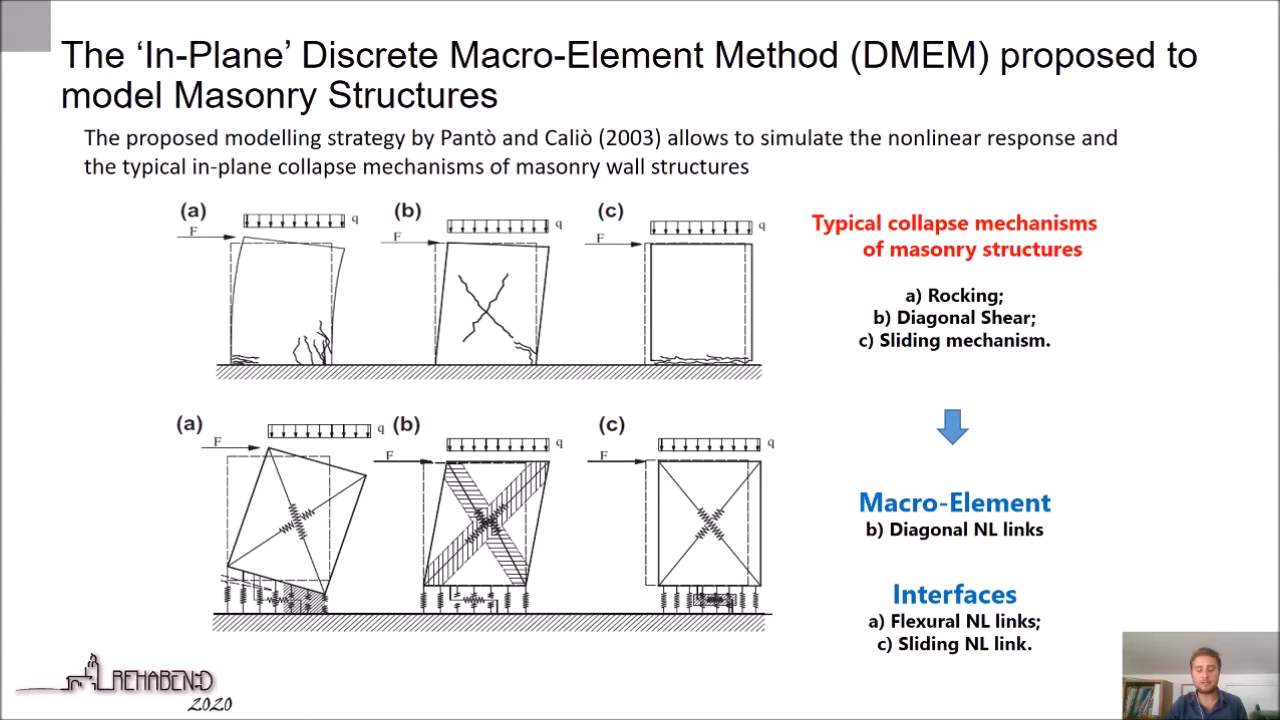 The ‘In-Plane’ Discrete Macro-Element Method (DMEM) proposed to
model Masonry Structures
The proposed modelling strategy by Pantò and Caliò (2003) allows to simulate the nonlinear response and
the typical in-plane collapse mechanisms of masonry wall structures
(a) F q (b) F q (c) F q
Typical collapse mechanisms
of masonry structures
a) Rocking;
b) Diagonal Shear;
c) Sliding mechanism.
(a) F q (b) F q (c) F q
Macro-Element
b) Diagonal NL links
Interfaces
a) Flexural NL links;
c) Sliding NL link.
REHABEND
2020